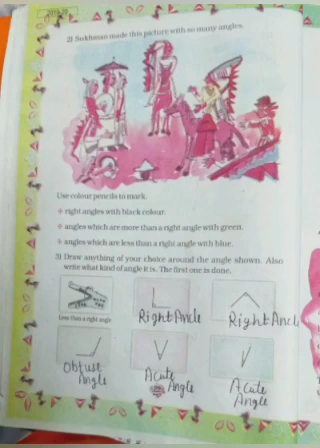 2) Sukhman made this picture with so many angles.
Use colour pencils to mark.
right angles with black colour.
angles which are more than a right angle with green.
angles which are less than a right angle with blue.
3) Draw anything of your choice around the angle shown. Also
write what kind of angle it is. The first one is done.
Less than a right angle
Right Ancle
Right Ancl
Obtust
Angle
Acute
Angle
Acute
Angle